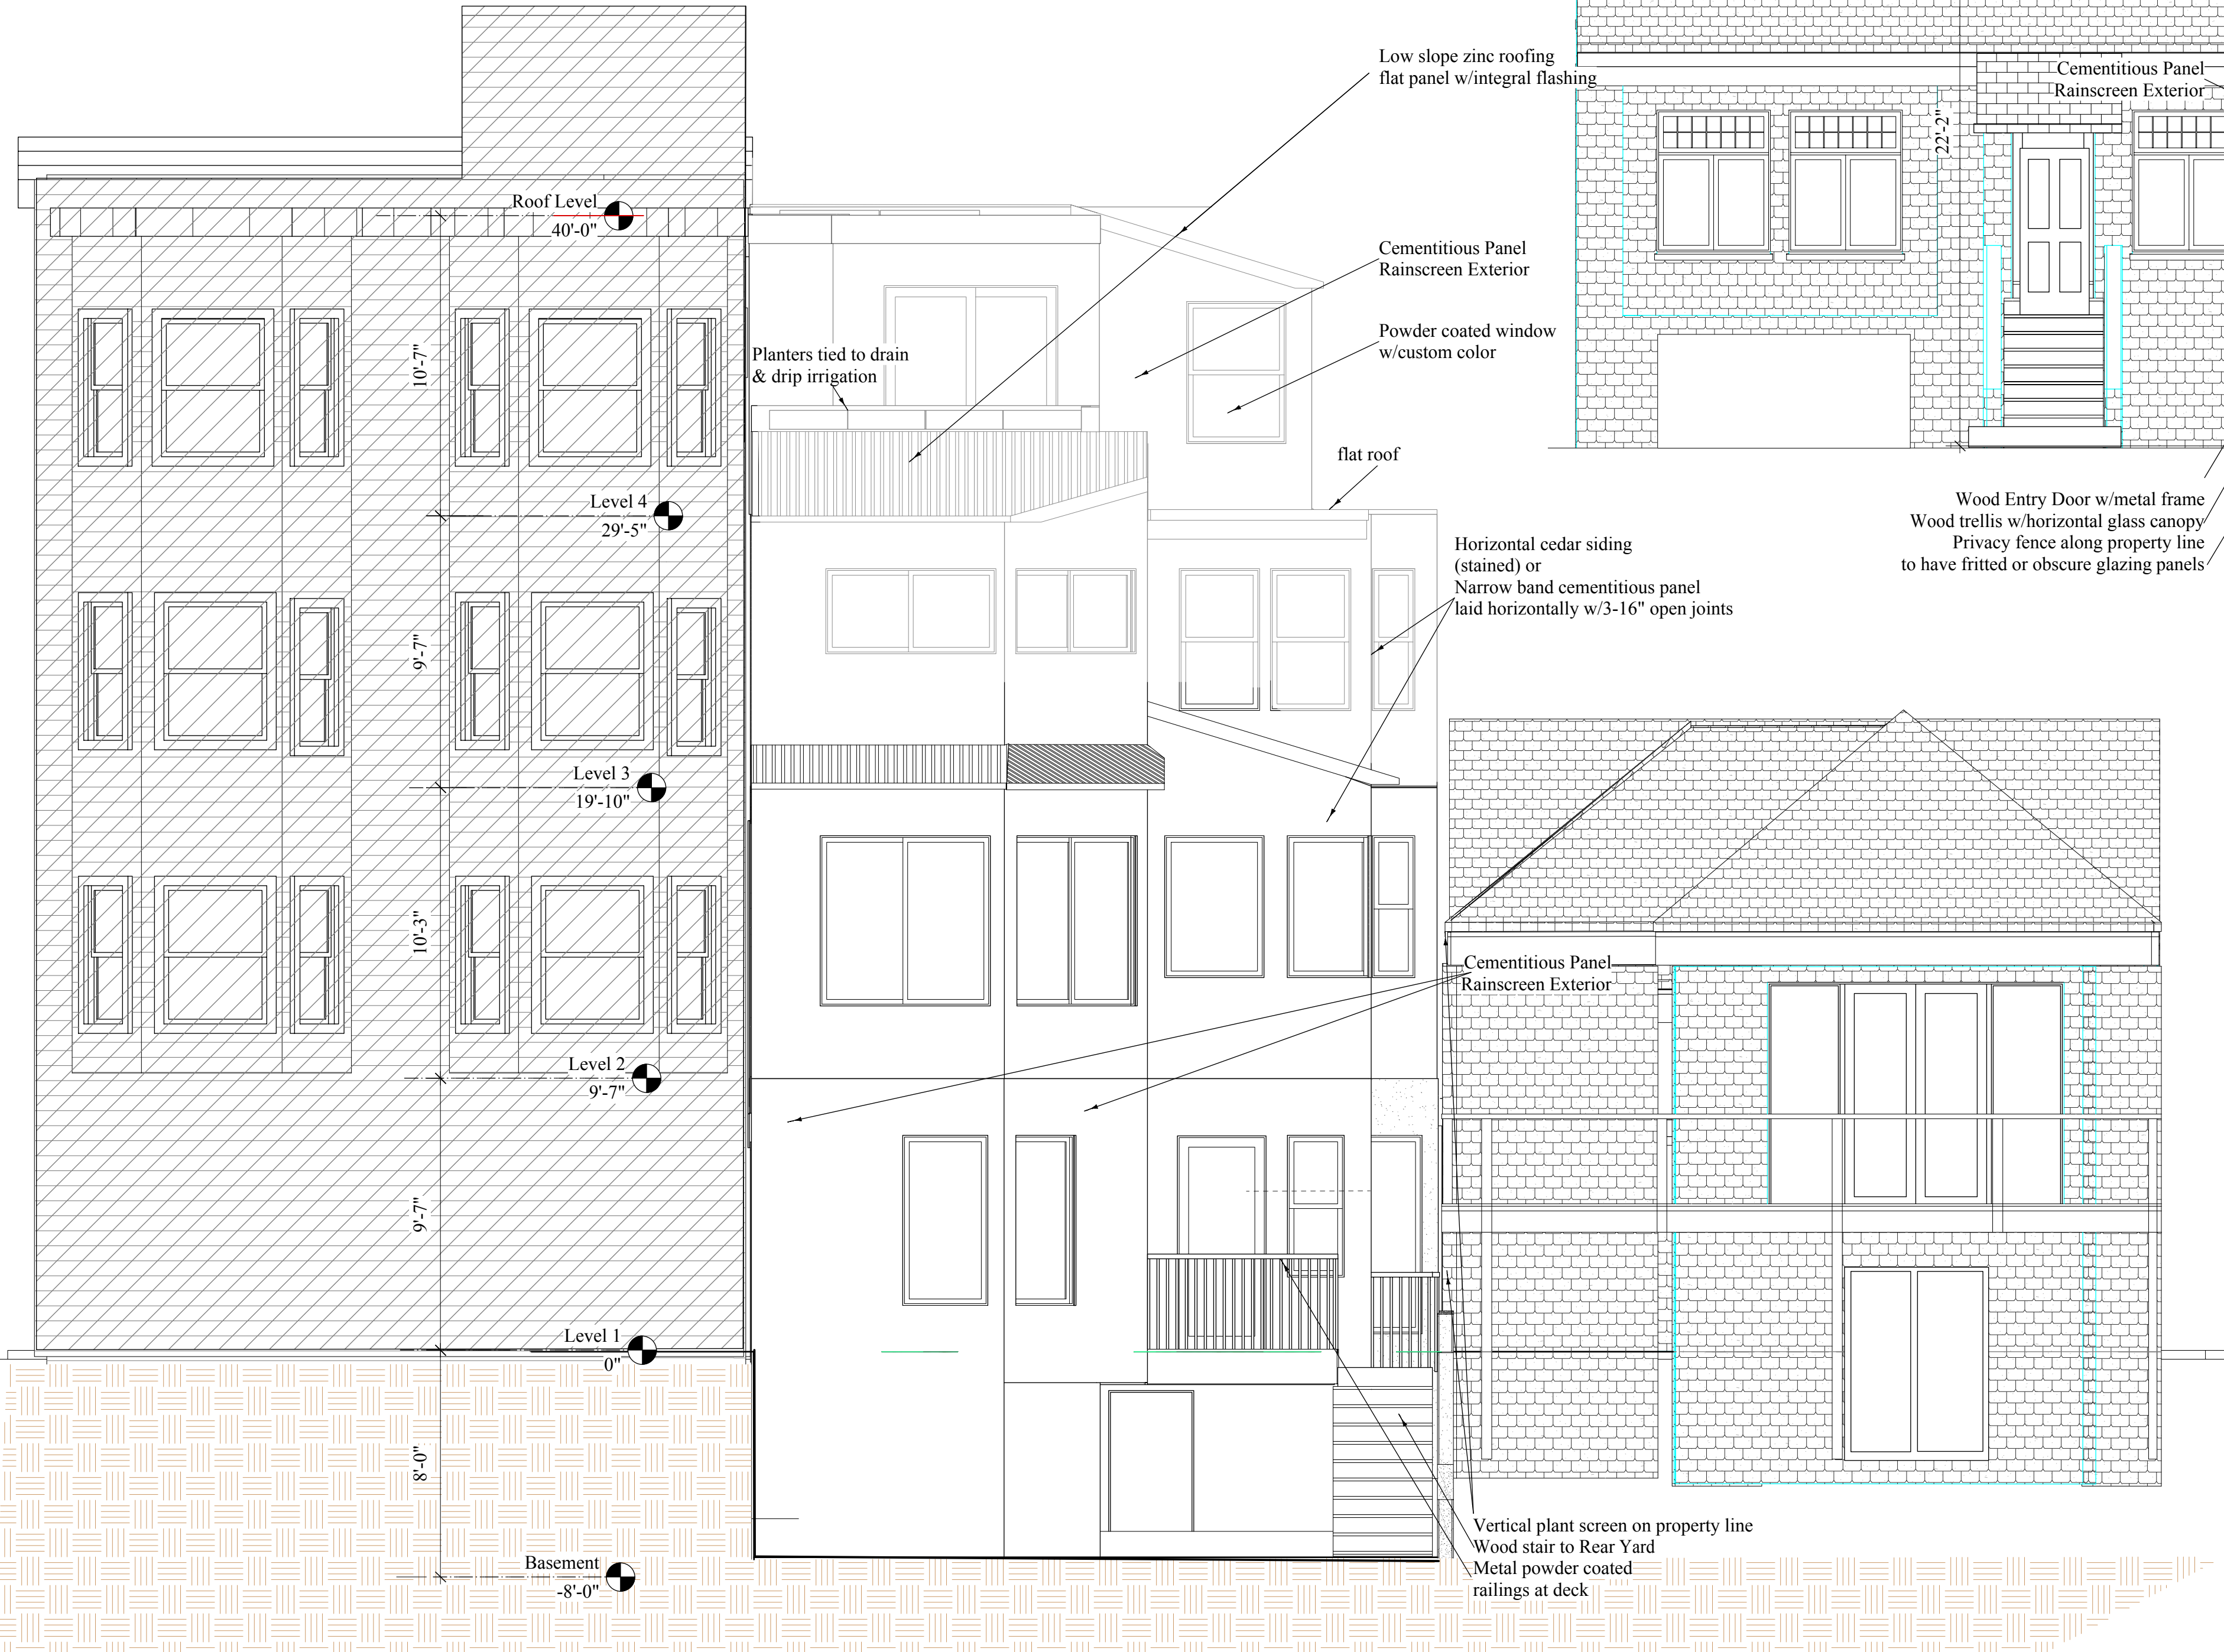 Low slope zinc roofing
flat panel w/integral flashing
Cementitious Panel
Rainscreen Exterior
22'-2"
Roof Level
40'-0"
Cementitious Panel
Rainscreen Exterior
Powder coated window
w/custom color
Planters tied to drain
& drip irrigation
10'-7"
flat roof
Level 4
29'-5"
Wood Entry Door w/metal frame
Wood trellis w/horizontal glass canopy
Privacy fence along property line
to have fritted or obscure glazing panels
Horizontal cedar siding
(stained) or
Narrow band cementitious panel
laid horizontally w/3-16" open joints
9'-7"
Level 3
19'-10"
10'-3"
Cementitious Panel
Rainscreen Exterior
Level 2
9'-7"
9'-7"
Level 1
0"
8'-0"
Vertical plant screen on property line
Wood stair to Rear Yard
Metal powder coated
railings at deck
Basement
-8'-0"